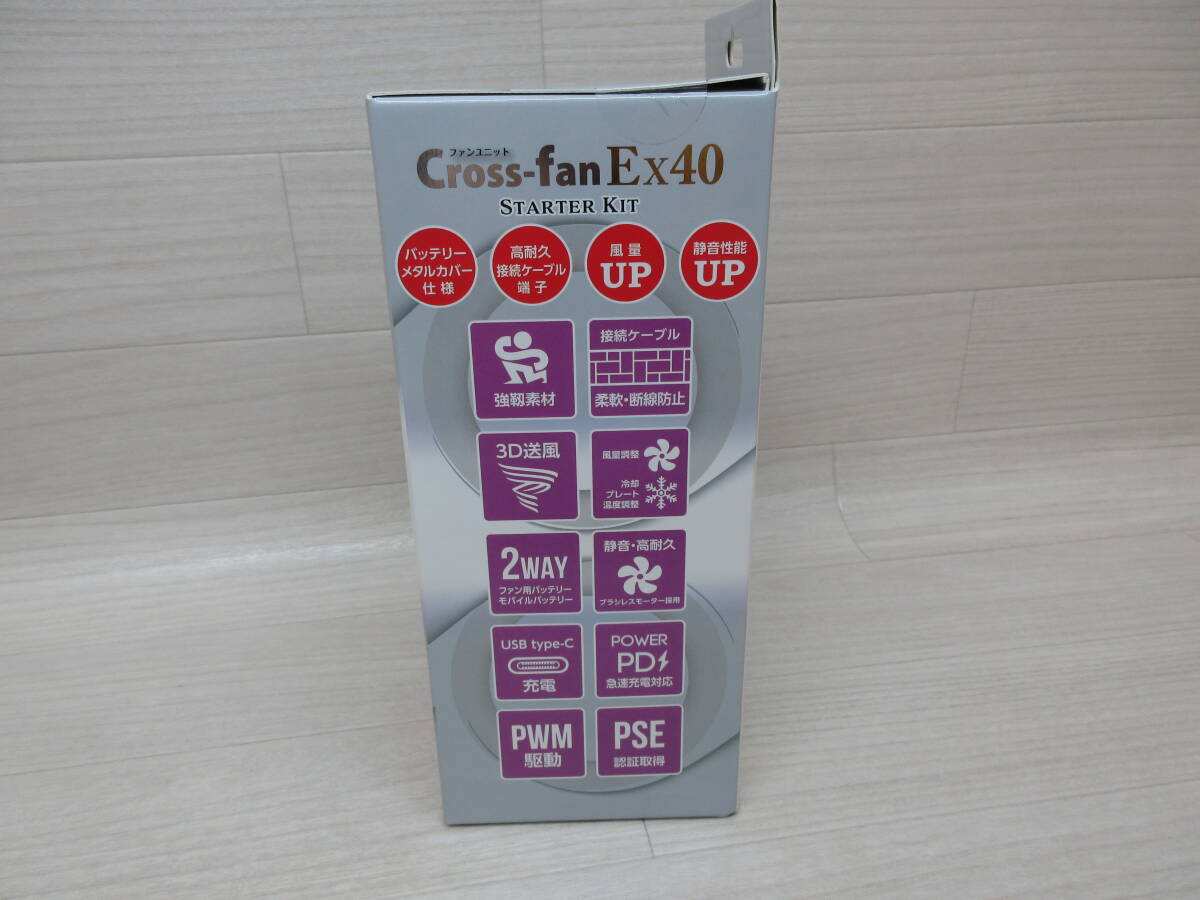 ファンユニット
Cross-fan Ex40
STARTER KIT
バッテリー
メタルカバー
仕様
高耐久
接続ケーブル
端子
風量
UP
静音性能
UP
強靱素材
接続ケーブル
柔軟・断線防止
3D送風
風量調整
冷却
プレート
温度調整
2WAY
ファン用バッテリー
モバイルバッテリー
静音・高耐久
ブラシレスモーター採用
USB type-C
充電
POWER
PD
急速充電対応
PWM
駆動
PSE
認証取得